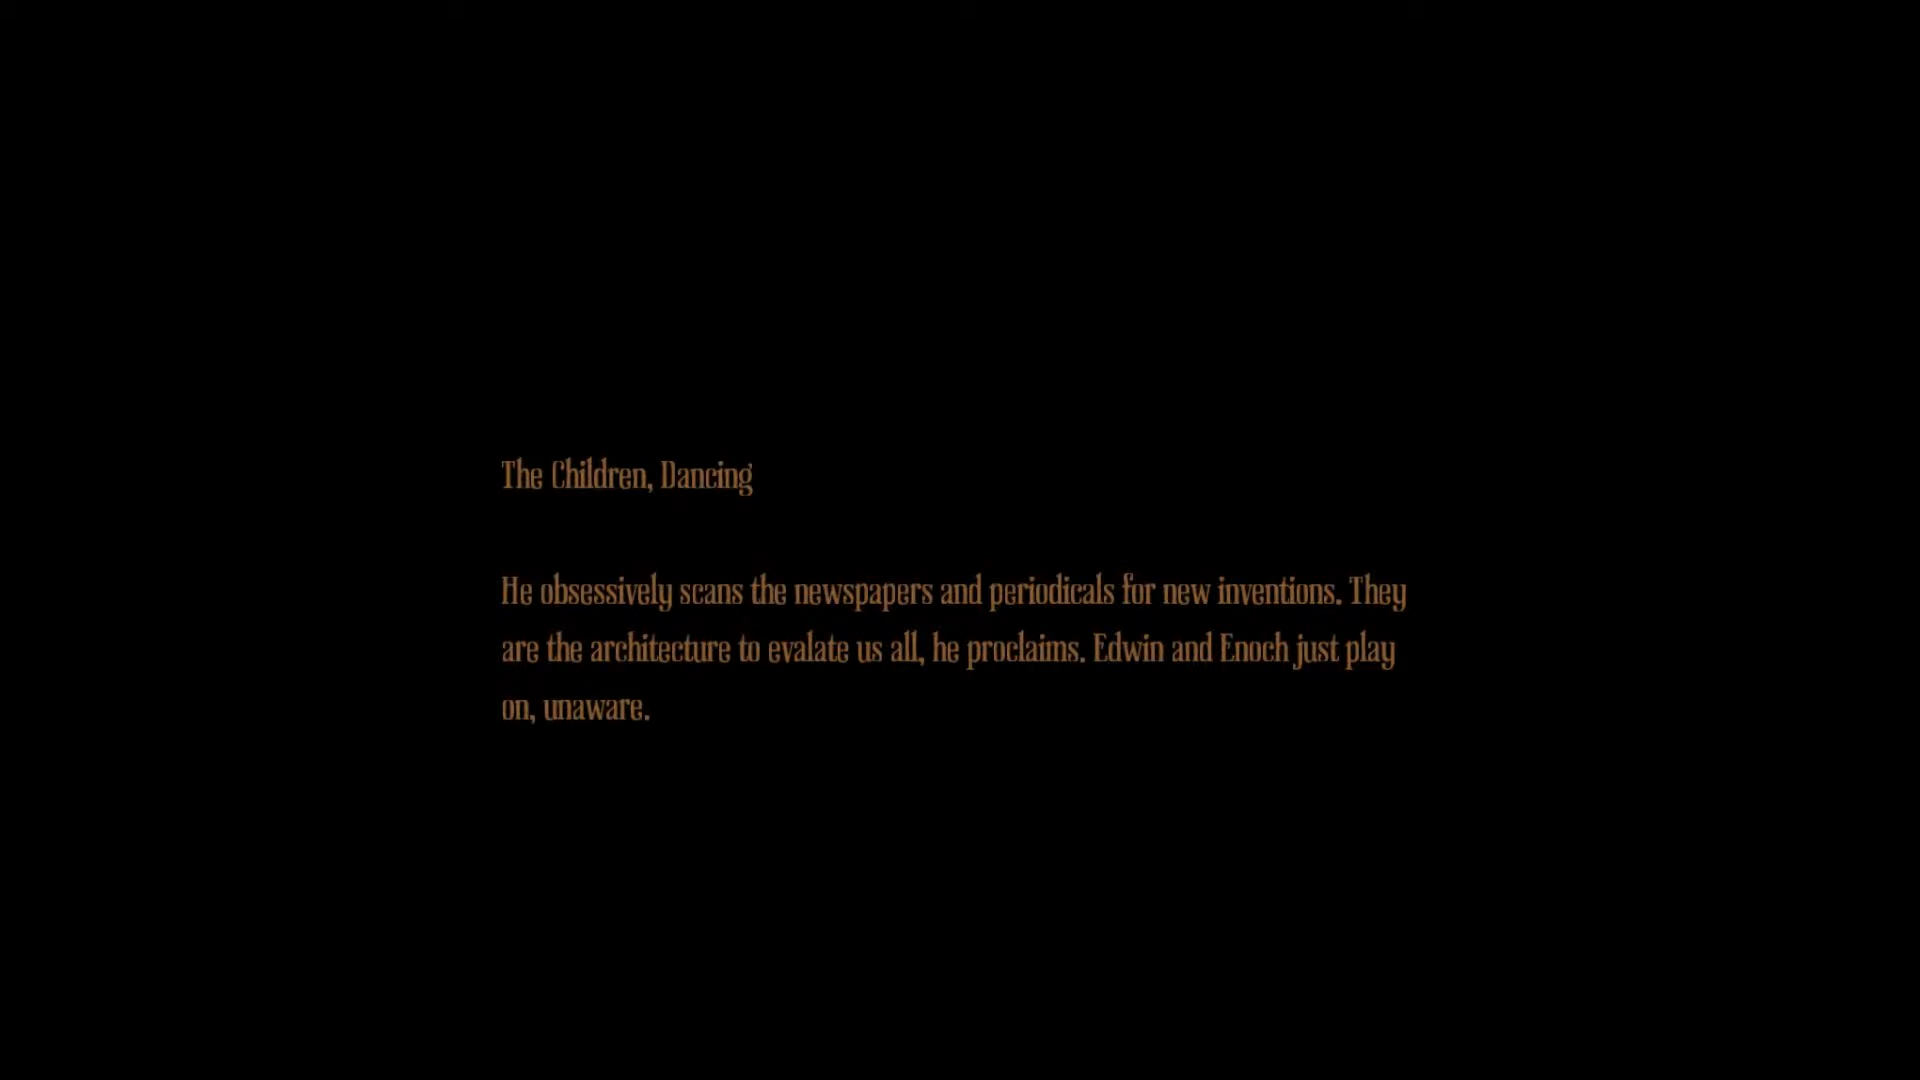 The Children, Dancing
He obsessively scans the newspapers and periodicals for new inventions. They
are the architecture to evalate us all, he proclaims. Edwin and Enoch just play
on, unaware.